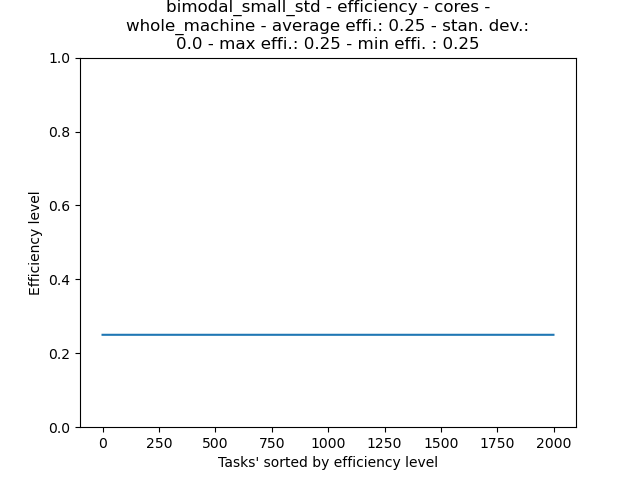 bimodal_small_std - efficiency - cores -
whole_machine - average effi.: 0.25 - stan. dev.:
0.0 - max effi.: 0.25 - min effi. : 0.25
1.0
0.8
0.6
0.4
0.2
0.0
Efficiency level
0 250 500 750 1000 1250 1500 1750 2000
Tasks' sorted by efficiency level